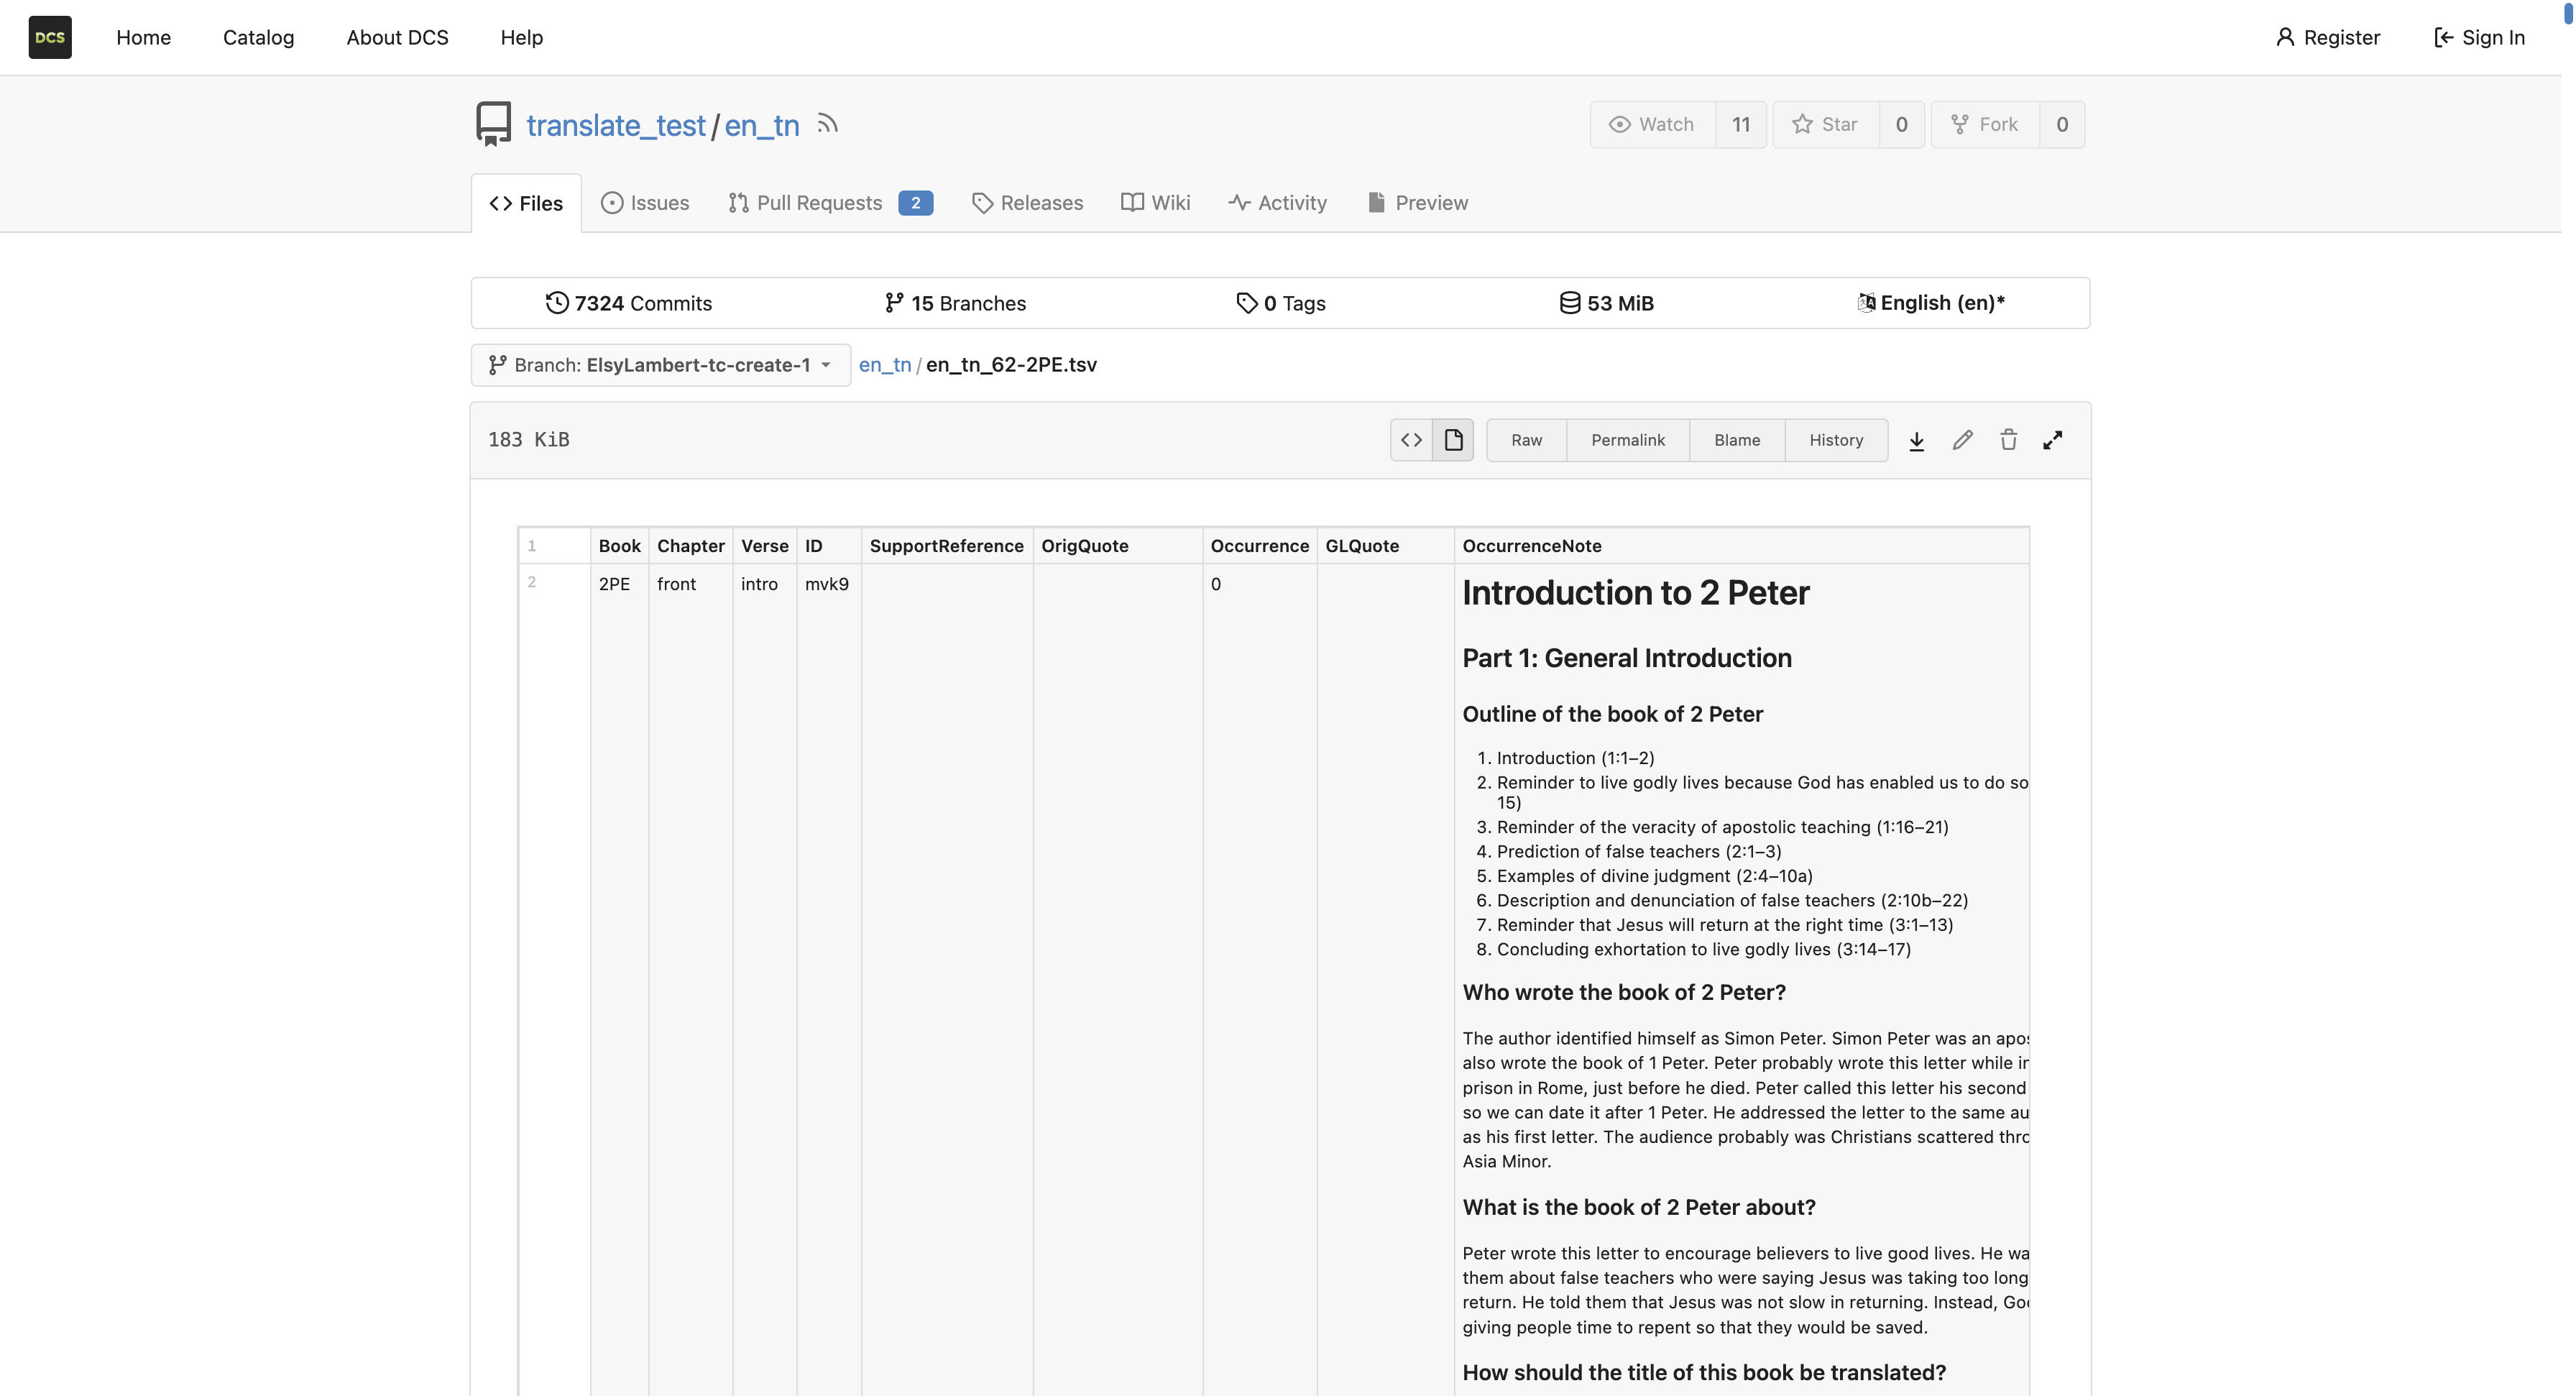 DCS Home Catalog About DCS Help Register Sign In
translate_test / en_tn Watch 11 Star 0 Fork 0
Files Issues Pull Requests 2 Releases Wiki Activity Preview
7324 Commits 15 Branches 0 Tags 53 MiB English (en)*
Branch: ElsyLambert-tc-create-1 en_tn / en_tn_62-2PE.tsv
183 KiB Raw Permalink Blame History
1 Book Chapter Verse ID SupportReference OrigQuote Occurrence GLQuote OccurrenceNote
2 2PE front intro mvk9 0 Introduction to 2 Peter
Part 1: General Introduction
Outline of the book of 2 Peter
1. Introduction (1:1–2)
2. Reminder to live godly lives because God has enabled us to do so
15)
3. Reminder of the veracity of apostolic teaching (1:16–21)
4. Prediction of false teachers (2:1–3)
5. Examples of divine judgment (2:4–10a)
6. Description and denunciation of false teachers (2:10b–22)
7. Reminder that Jesus will return at the right time (3:1–13)
8. Concluding exhortation to live godly lives (3:14–17)
Who wrote the book of 2 Peter?
The author identified himself as Simon Peter. Simon Peter was an
also wrote the book of 1 Peter. Peter probably wrote this letter while
prison in Rome, just before he died. Peter called this letter his second
so we can date it after 1 Peter. He addressed the letter to the same
as his first letter. The audience probably was Christians scattered
Asia Minor.
What is the book of 2 Peter about?
Peter wrote this letter to encourage believers to live good lives. He
them about false teachers who were saying Jesus was taking too long
return. He told them that Jesus was not slow in returning. Instead,
giving people time to repent so that they would be saved.
How should the title of this book be translated?